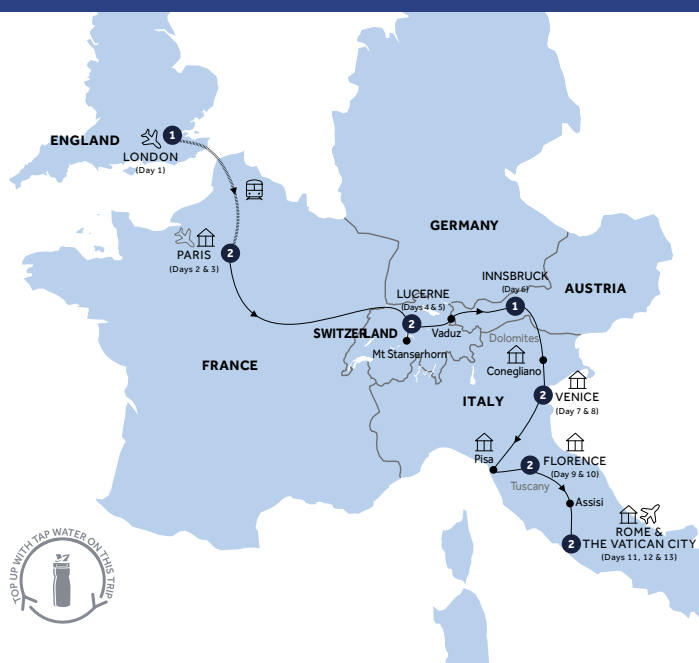 ENGLAND
1
LONDON
(Day 1)
2
PARIS
(Days 2 & 3)
GERMANY
INNSBRUCK
(Day 6)
1
AUSTRIA
LUCERNE
(Days 4 & 5)
2
SWITZERLAND
Vaduz
Mt Stanserhorn
Dolomites
Conegliano
FRANCE
ITALY
2
VENICE
(Day 7 & 8)
Pisa
2
FLORENCE
(Day 9 & 10)
Tuscany
Assisi
ROME &
2
THE VATICAN CITY
(Days 11, 12 & 13)
TOP UP WITH TAP WATER ON THIS TRIP